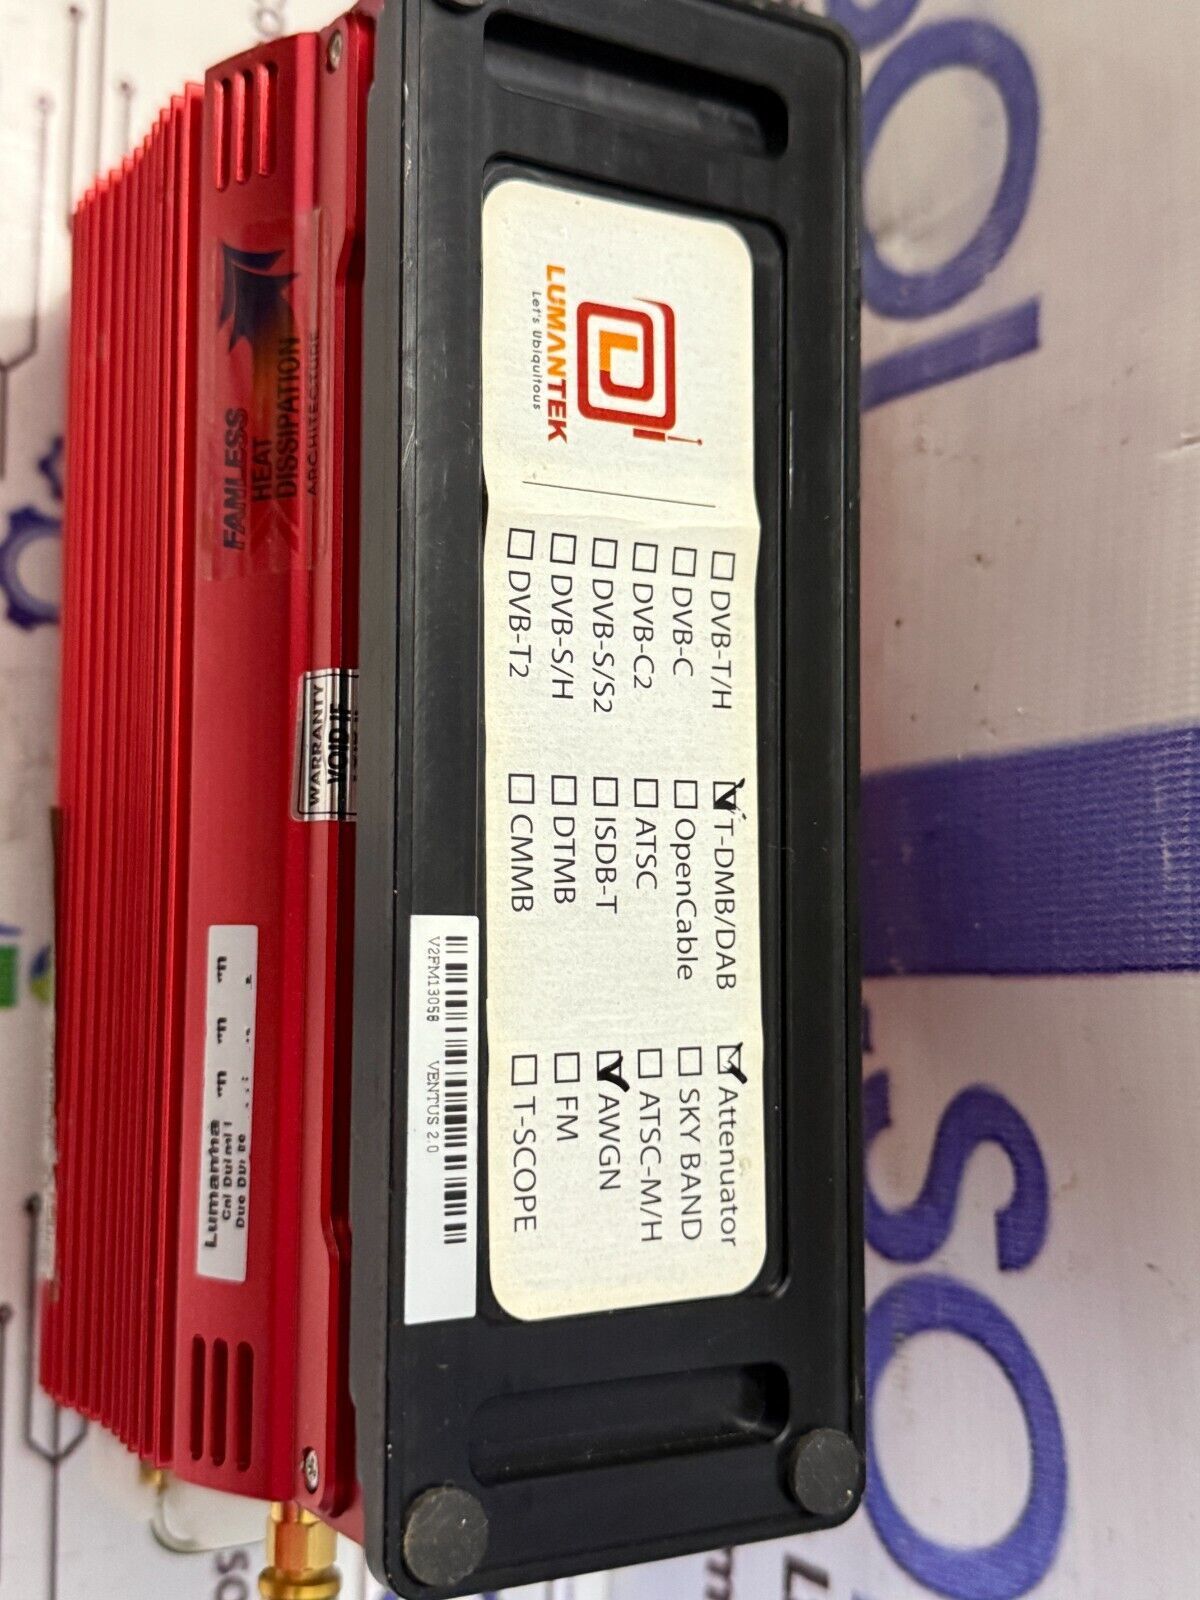 LUMANTEK
Let's Ubiquitous
DVB-T/H
DVB-C
DVB-C2
DVB-S/S2
DVB-S/H
DVB-T2
T-DMB/DAB
OpenCable
ATSC
ISDB-T
DTMB
CMMB
Attenuator
SKY BAND
ATSC-M/H
AWGN
FM
T-SCOPE
V2FM13058 VENTUS 2.0
FANLESS
HEAT
DISSIPATION
ARCHITECTURE
WARRANTY
VOID IF